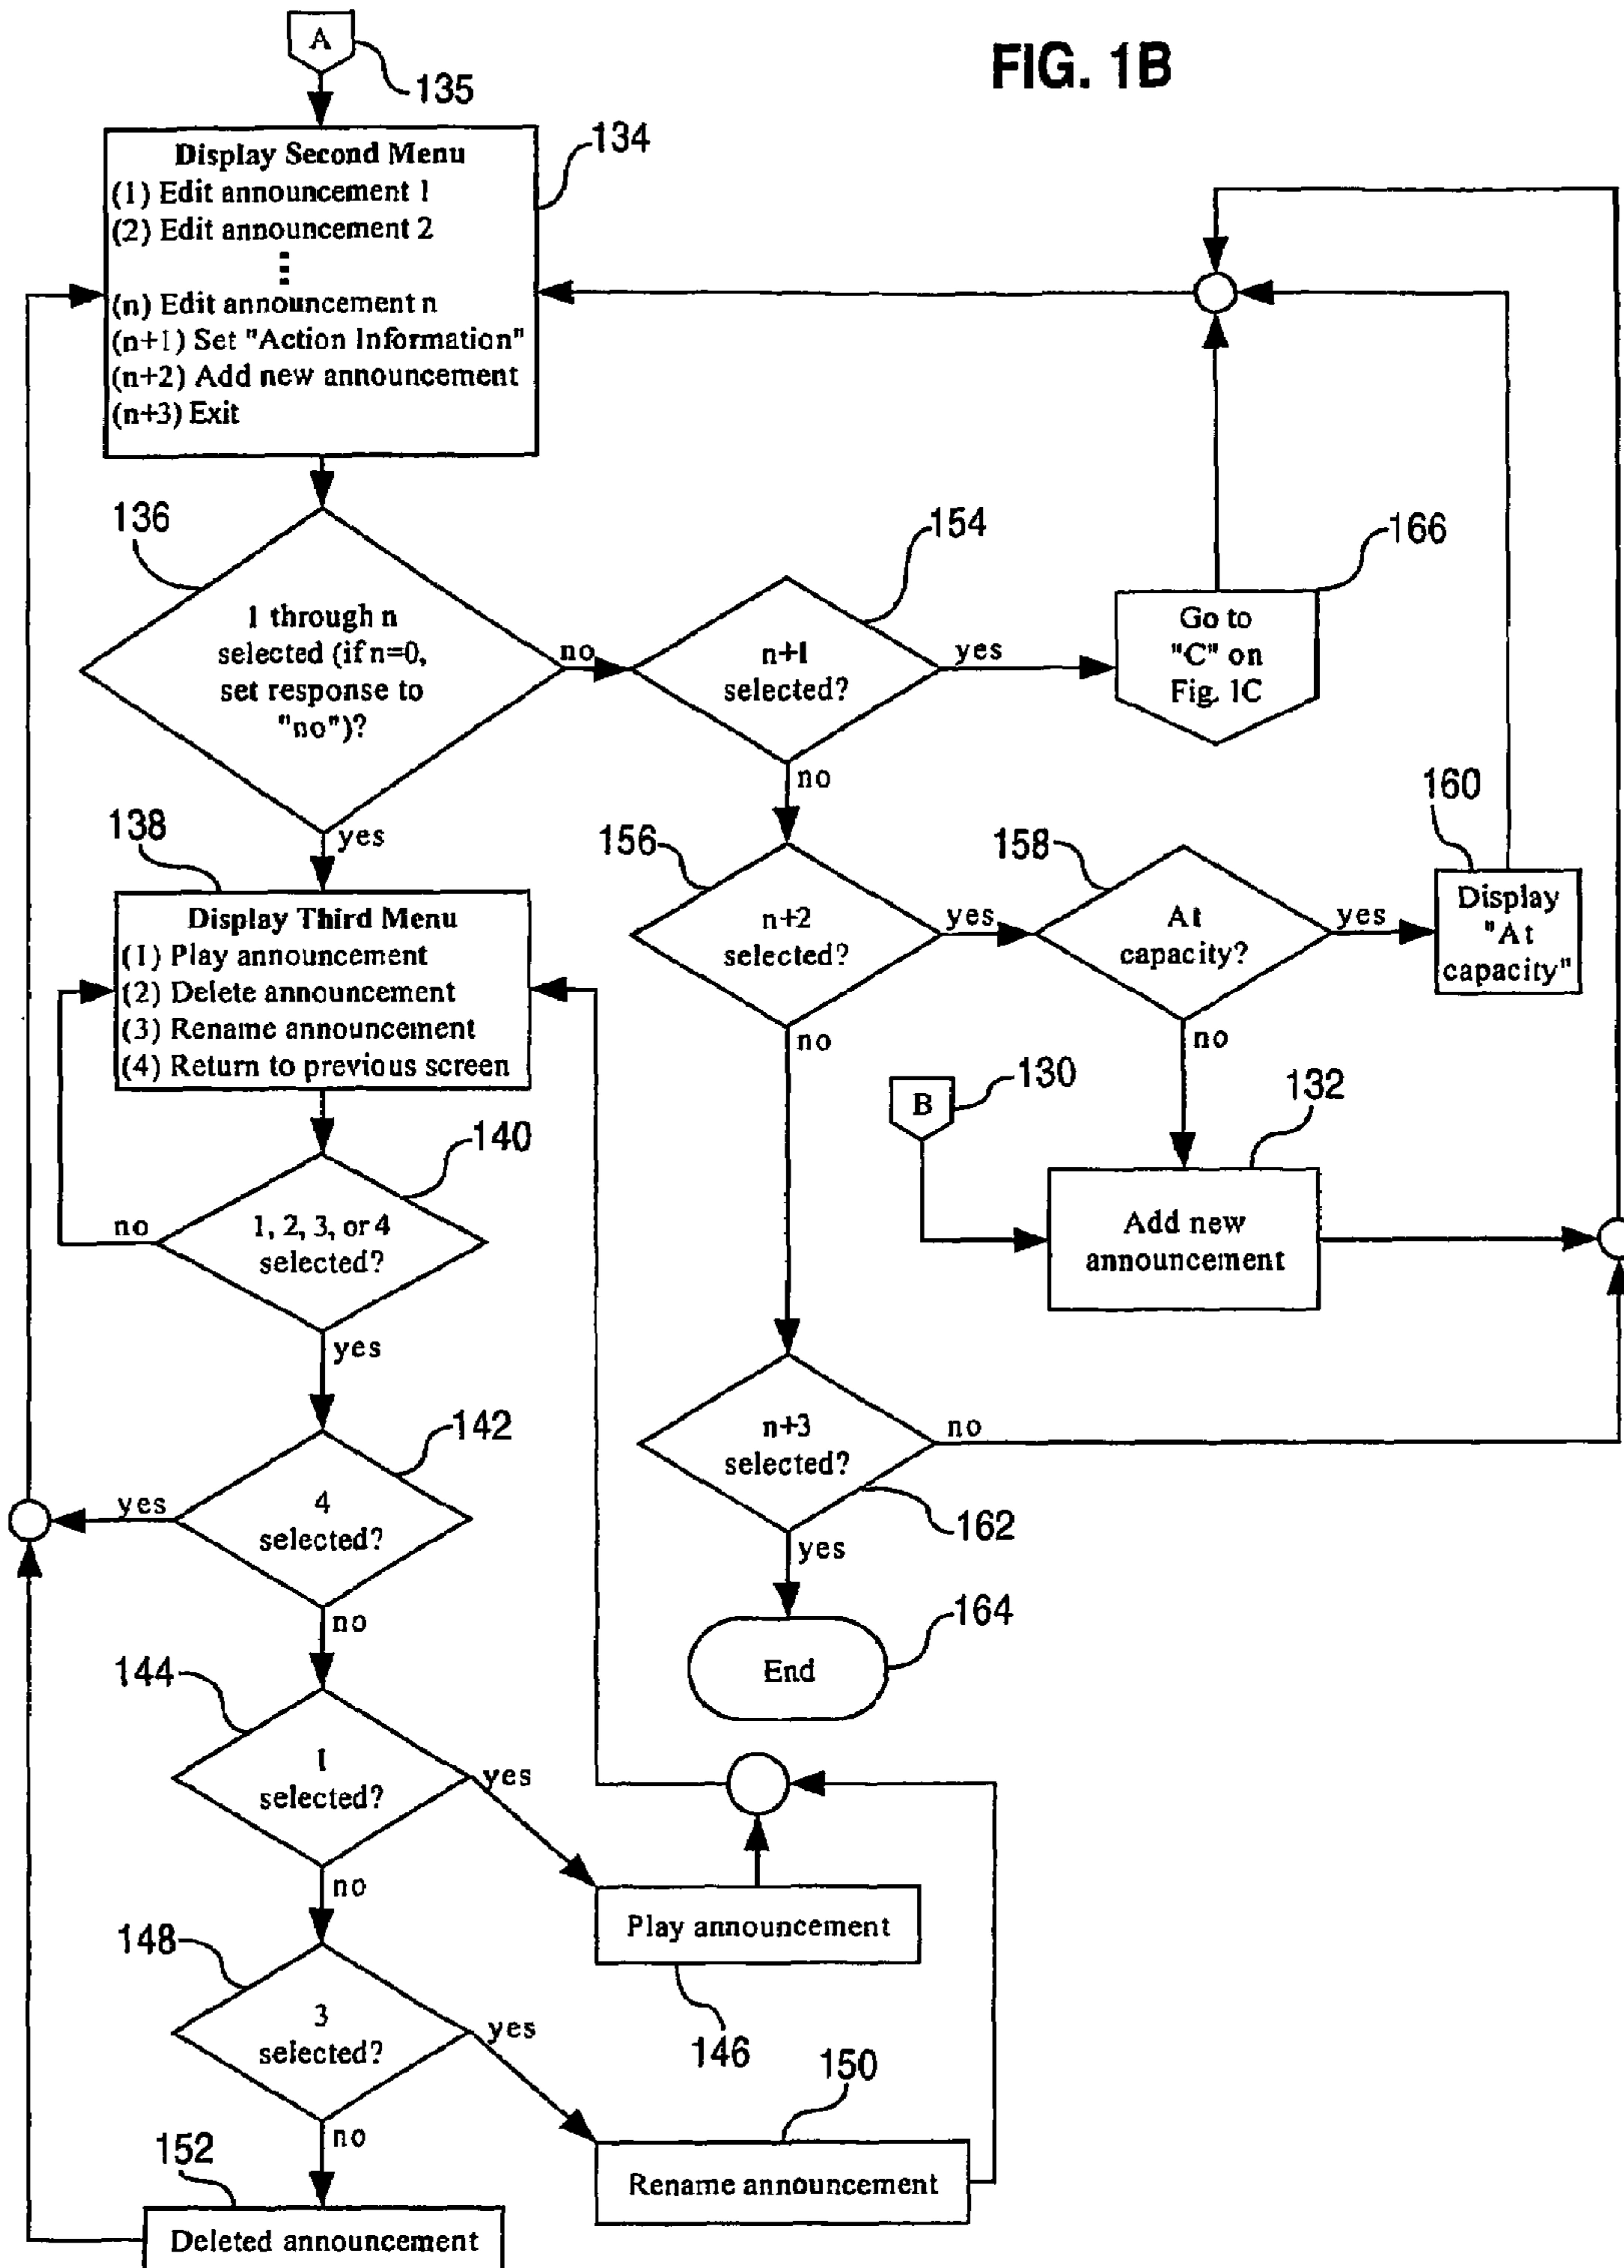 FIG. 1B
A
135
134
Display Second Menu
(1) Edit announcement 1
(2) Edit announcement 2
(n) Edit announcement n
(n+1) Set "Action Information"
(n+2) Add new announcement
(n+3) Exit
136
1 through n
selected (if n=0,
set response to
"no")?
no
yes
154
n+1
selected?
yes
no
166
Go to
"C" on
Fig. 1C
138
Display Third Menu
(1) Play announcement
(2) Delete announcement
(3) Rename announcement
(4) Return to previous screen
156
n+2
selected?
yes
no
158
At
capacity?
yes
no
160
Display
"At
capacity"
B
130
132
Add new
announcement
140
1, 2, 3, or 4
selected?
no
yes
142
4
selected?
yes
no
n+3
selected?
no
yes
162
164
End
144
1
selected?
yes
no
Play announcement
146
148
3
selected?
yes
no
150
Rename announcement
152
Deleted announcement